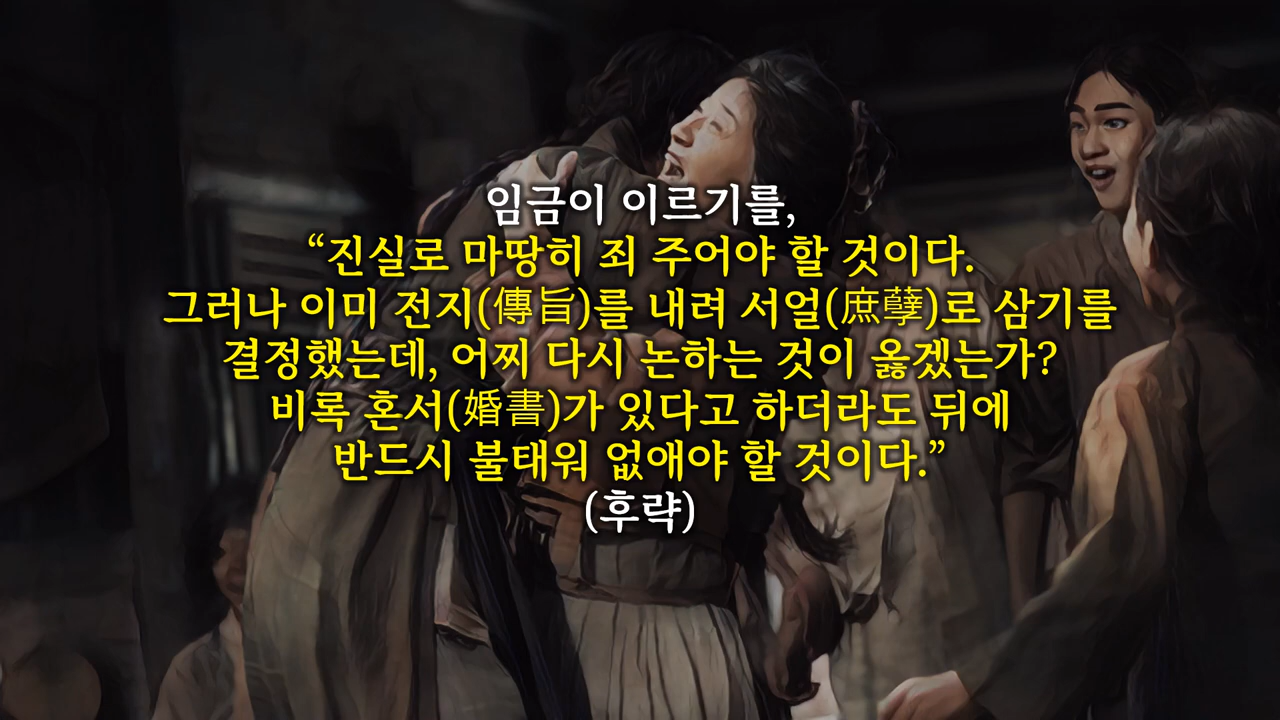 임금이 이르기를,
“진실로 마땅히 죄 주어야 할 것이다.
그러나 이미 전지(傳旨)를 내려 서얼(庶孽)로 삼기를
결정했는데, 어찌 다시 논하는 것이 옳겠는가?
비록 혼서(婚書)가 있다고 하더라도 뒤에
반드시 불태워 없애야 할 것이다.”
(후략)